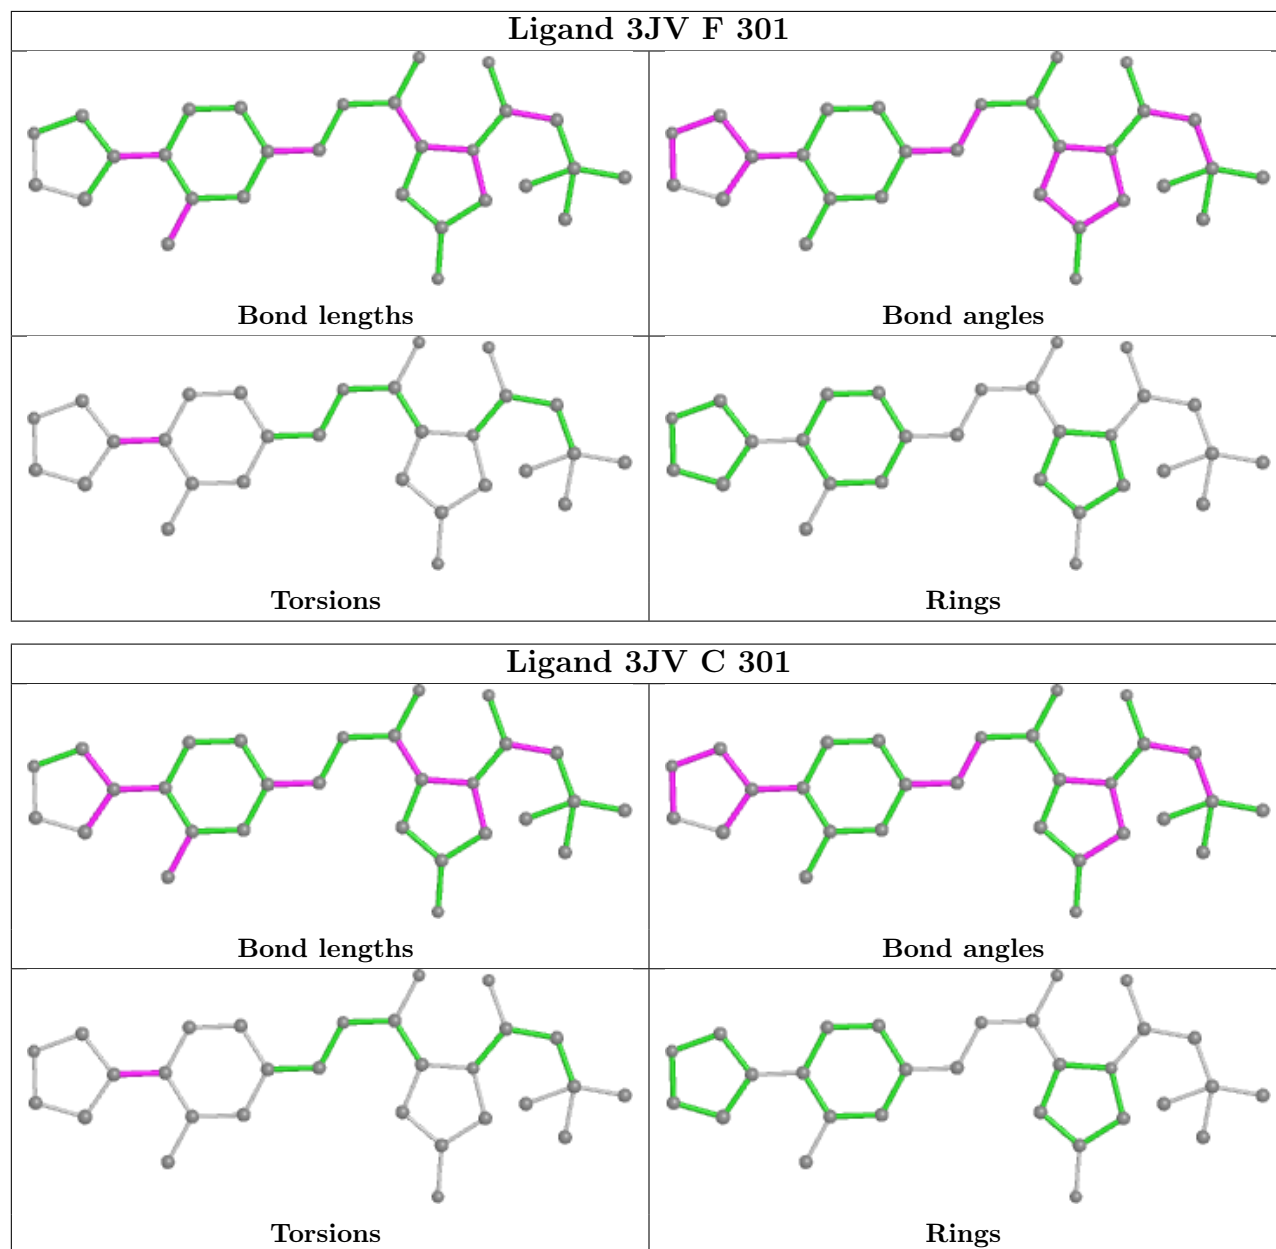 Ligand 3JV F 301
Bond lengths
Bond angles
Torsions
Rings
Ligand 3JV C 301
Bond lengths
Bond angles
Torsions
Rings